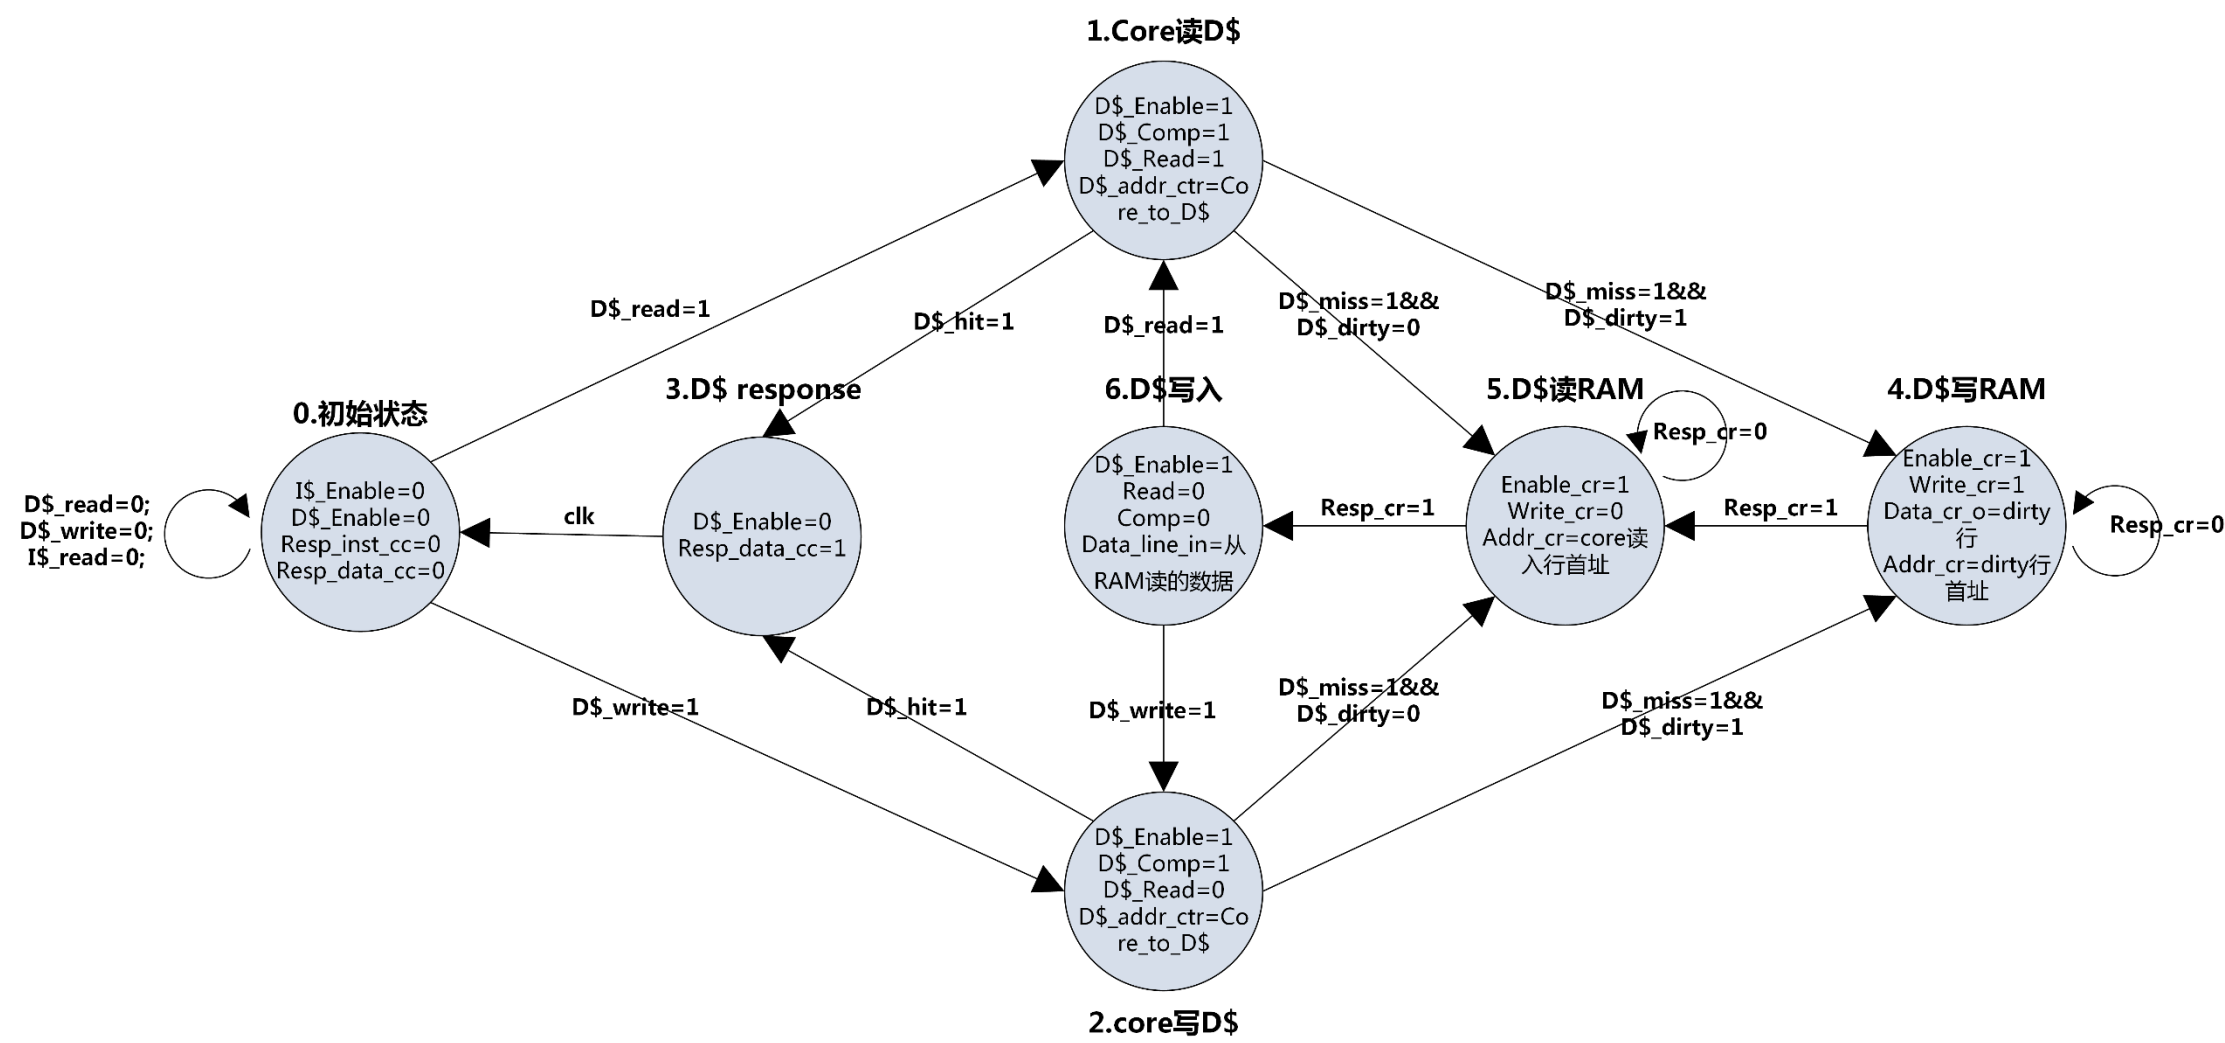 1.Core读D$
D$_Enable=1
D$_Comp=1
D$_Read=1
D$_addr_ctr=Co
re_to_D$
D$_read=1
D$_hit=1
D$_read=1
D$_miss=1&&
D$_dirty=0
D$_miss=1&&
D$_dirty=1
0.初始状态
I$_Enable=0
D$_Enable=0
Resp_inst_cc=0
Resp_data_cc=0
D$_read=0;
D$_write=0;
I$_read=0;
clk
3.D$ response
D$_Enable=0
Resp_data_cc=1
6.D$写入
D$_Enable=1
Read=0
Comp=0
Data_line_in=从
RAM读的数据
Resp_cr=1
5.D$读RAM
Enable_cr=1
Write_cr=0
Addr_cr=core读
入行首址
Resp_cr=0
Resp_cr=1
4.D$写RAM
Enable_cr=1
Write_cr=1
Data_cr_o=dirty
行
Addr_cr=dirty行
首址
Resp_cr=0
D$_write=1
D$_hit=1
D$_write=1
D$_miss=1&&
D$_dirty=0
D$_miss=1&&
D$_dirty=1
D$_Enable=1
D$_Comp=1
D$_Read=0
D$_addr_ctr=Co
re_to_D$
2.core写D$